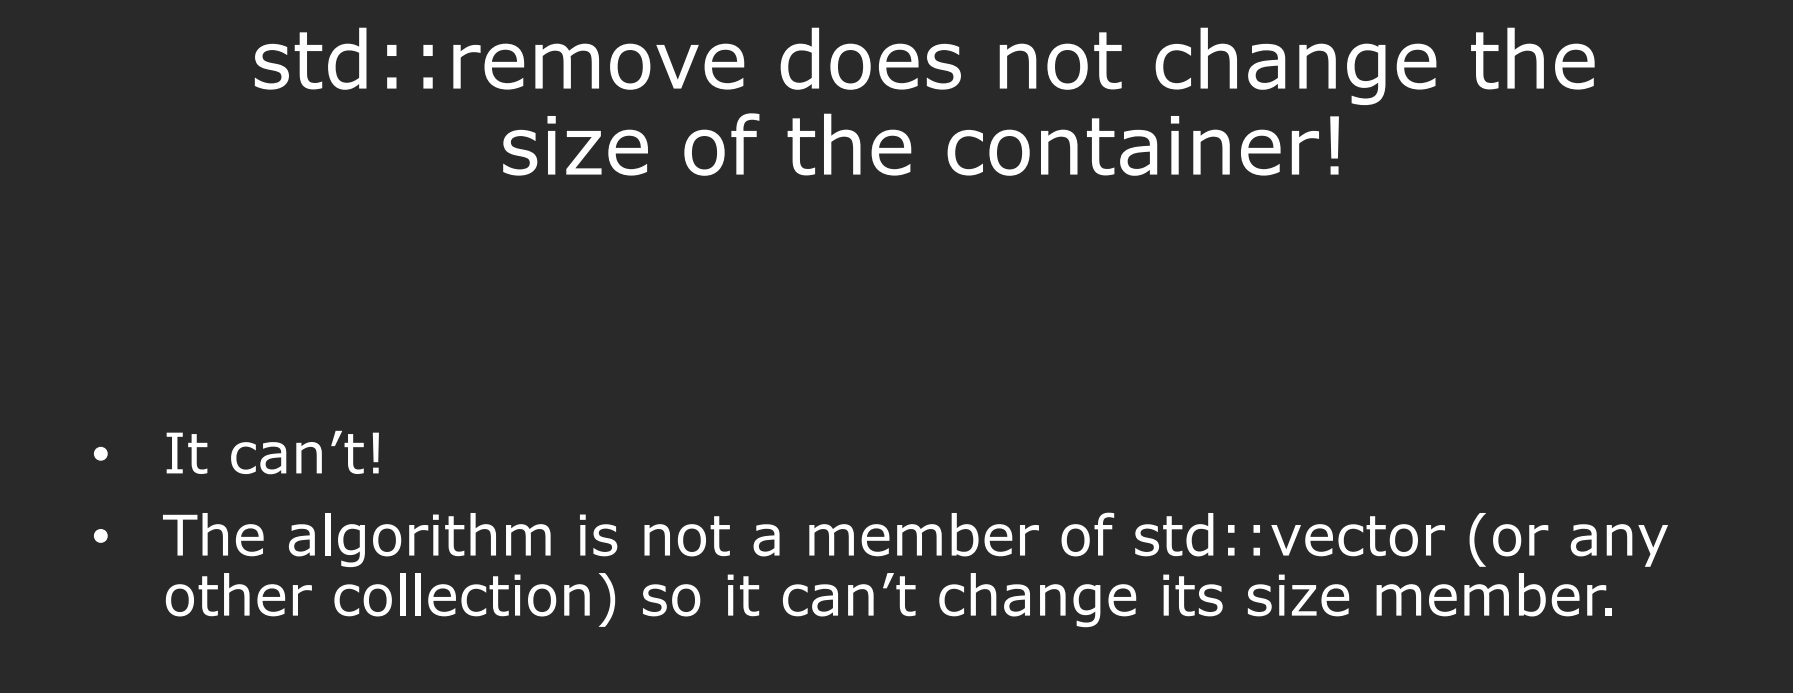 std::remove does not change the
size of the container!
• It can’t!
• The algorithm is not a member of std::vector (or any
other collection) so it can’t change its size member.